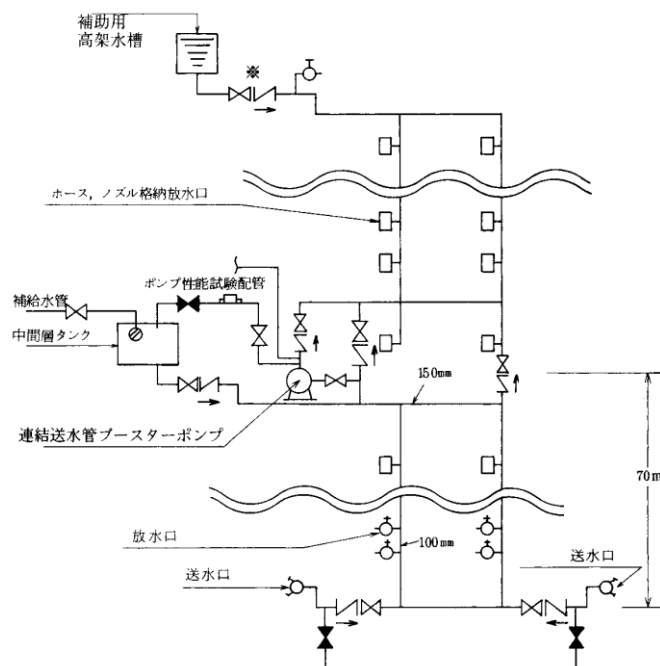 補助用
高架水槽
※
ホース，ノズル格納放水口
ポンプ性能試験配管
補給水管
中間層タンク
150mm
連結送水管ブースターポンプ
70m
放水口
100mm
送水口
送水口